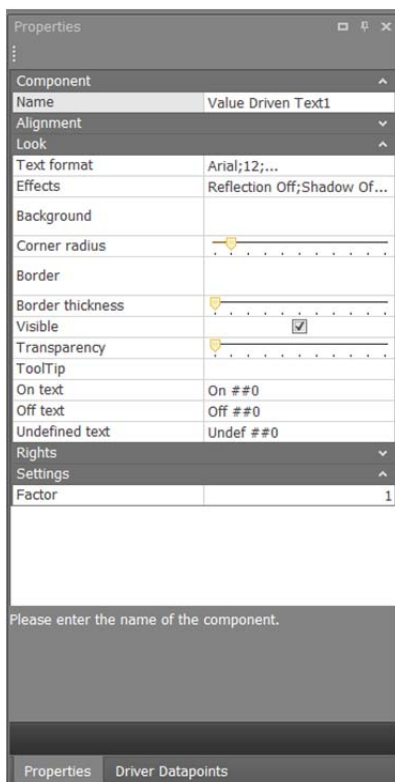 Properties
Component
Name Value Driven Text1
Alignment
Look
Text format Arial;12;...
Effects Reflection Off;Shadow Of...
Background
Corner radius
Border
Border thickness
Visible
Transparency
ToolTip
On text On ##0
Off text Off ##0
Undefined text Undef ##0
Rights
Settings
Factor 1
Please enter the name of the component.
Properties Driver Datapoints